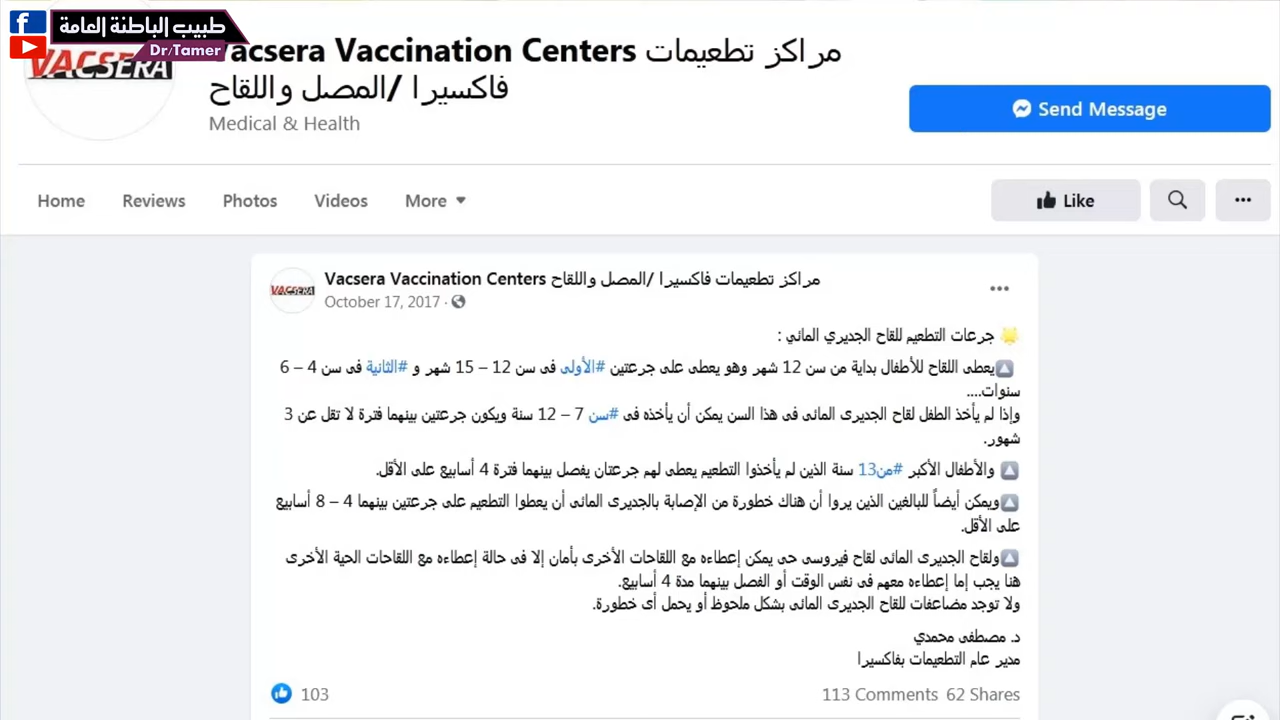 طبيب الباطنة العامة
Dr/Tamer
VACSERA
Vacsera Vaccination Centers مراكز تطعيمات
فاكسيرا /المصل واللقاح
Medical & Health
Send Message
Home Reviews Photos Videos More
Like
VACSERA
Vacsera Vaccination Centers مراكز تطعيمات فاكسيرا /المصل واللقاح
October 17, 2017 ·
🌟 جرعات التطعيم للقاح الجديري المائي :
🔼يعطى اللقاح للأطفال بداية من سن 12 شهر وهو يعطى على جرعتين #الأولى فى سن 12 – 15 شهر و #الثانية فى سن 4 – 6
سنوات....
وإذا لم يأخذ الطفل لقاح الجديرى المائى فى هذا السن يمكن أن يأخذه فى #سن 7 – 12 سنة ويكون جرعتين بينهما فترة لا تقل عن 3
شهور.
🔼 والأطفال الأكبر #من13 سنة الذين لم يأخذوا التطعيم يعطى لهم جرعتان يفصل بينهما فترة 4 أسابيع على الأقل.
🔼ويمكن أيضاً للبالغين الذين يروا أن هناك خطورة من الإصابة بالجديرى المائى أن يعطوا التطعيم على جرعتين بينهما 4 – 8 أسابيع
على الأقل.
🔼ولقاح الجديرى المائى لقاح فيروسى حى يمكن إعطاءه مع اللقاحات الأخرى بأمان إلا فى حالة إعطاءه مع اللقاحات الحية الأخرى
هنا يجب إما إعطاءه معهم فى نفس الوقت أو الفصل بينهما مدة 4 أسابيع.
ولا توجد مضاعفات للقاح الجديرى المائى بشكل ملحوظ أو يحمل أى خطورة.
د. مصطفى محمدي
مدير عام التطعيمات بفاكسيرا
103
113 Comments 62 Shares